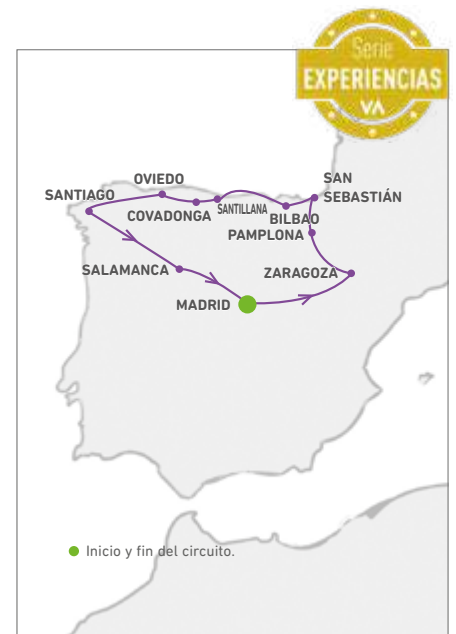 Serie
EXPERIENCIAS
VA
SAN
SEBASTIÁN
OVIEDO
SANTIAGO
COVADONGA
SANTILLANA
BILBAO
PAMPLONA
SALAMANCA
ZARAGOZA
MADRID
Inicio y fin del circuito.